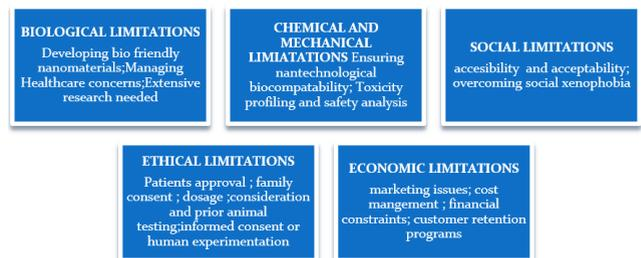 BIOLOGICAL LIMITATIONS
Developing bio friendly
nanomaterials;Managing
Healthcare concerns;Extensive
research needed
CHEMICAL AND
MECHANICAL
LIMIATATIONS Ensuring
nantechnological
biocompatability; Toxicity
profiling and safety analysis
SOCIAL LIMITATIONS
accesibility and acceptability;
overcoming social xenophobia
ETHICAL LIMITATIONS
Patients approval ; family
consent ; dosage ;consideration
and prior animal
testing;informed consent or
human experimentation
ECONOMIC LIMITATIONS
marketing issues; cost
mangement ; financial
constraints; customer retention
programs